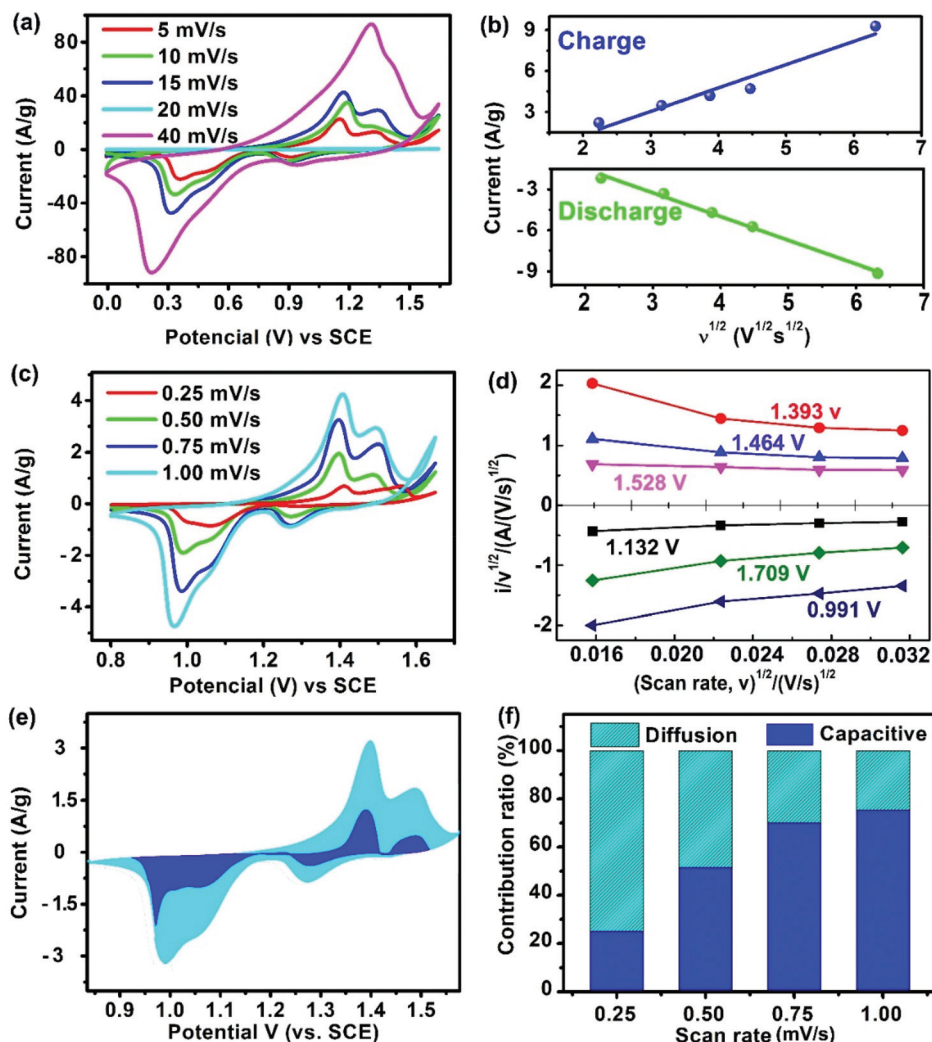 (a)
5 mV/s
10 mV/s
15 mV/s
20 mV/s
40 mV/s
80
40
0
-40
-80
Current (A/g)
0.0 0.3 0.6 0.9 1.2 1.5
Potencial (V) vs SCE
(b)
Charge
9
6
3
2 3 4 5 6 7
Current (A/g)
Discharge
-3
-6
-9
2 3 4 5 6 7
ν1/2 (V1/2s1/2)
(c)
0.25 mV/s
0.50 mV/s
0.75 mV/s
1.00 mV/s
4
2
0
-2
-4
Current (A/g)
0.8 1.0 1.2 1.4 1.6
Potencial (V) vs SCE
(d)
2
1
0
-1
-2
i/v1/2/(A/(V/s)1/2)
1.393 v
1.464 V
1.528 V
1.132 V
1.709 V
0.991 V
0.016 0.020 0.024 0.028 0.032
(Scan rate, v)1/2/(V/s)1/2
(e)
3
1.5
0
-1.5
-3
Current (A/g)
0.9 1.0 1.1 1.2 1.3 1.4 1.5
Potential V (vs. SCE)
(f)
Diffusion Capacitive
100
80
60
40
20
0
Contribution ratio (%)
0.25 0.50 0.75 1.00
Scan rate (mV/s)